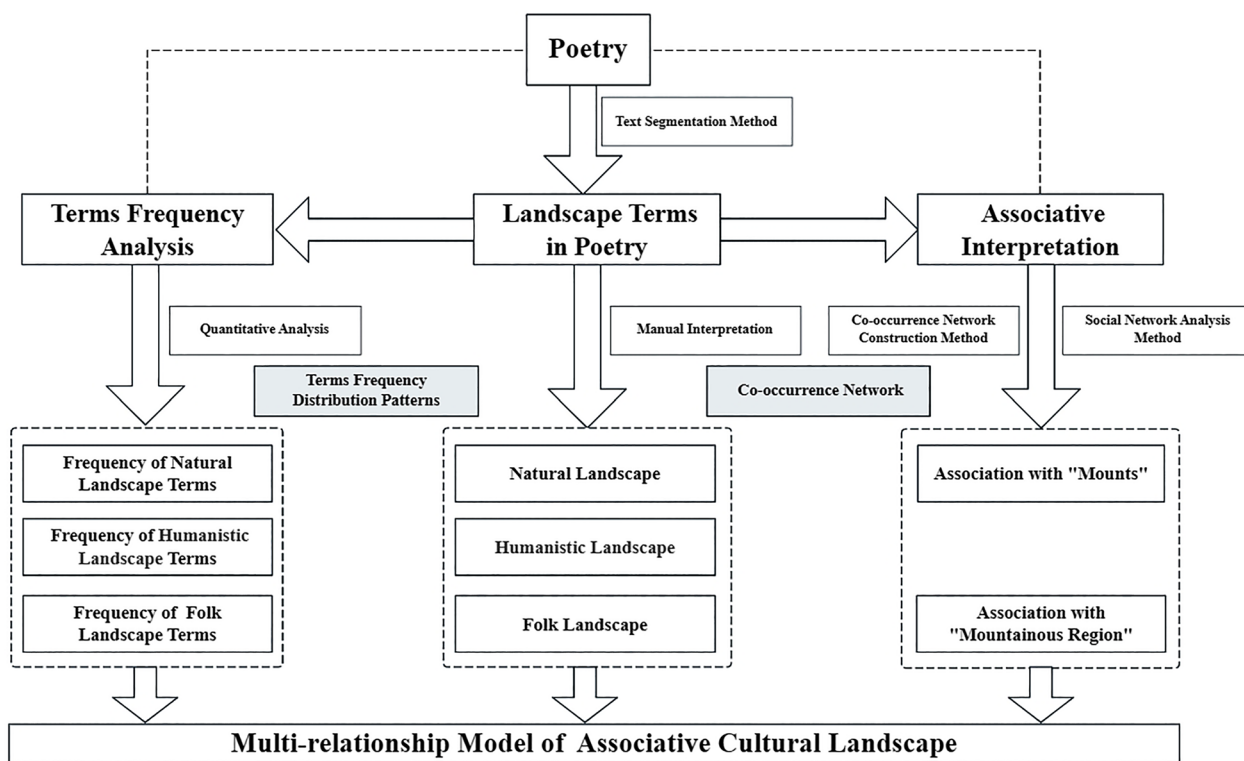 Poetry
Text Segmentation Method
Terms Frequency
Analysis
Landscape Terms
in Poetry
Associative
Interpretation
Quantitative Analysis
Manual Interpretation
Co-occurrence Network
Construction Method
Social Network Analysis
Method
Terms Frequency
Distribution Patterns
Co-occurrence Network
Frequency of Natural
Landscape Terms
Natural Landscape
Association with "Mounts"
Frequency of Humanistic
Landscape Terms
Humanistic Landscape
Frequency of Folk
Landscape Terms
Folk Landscape
Association with
"Mountainous Region"
Multi-relationship Model of Associative Cultural Landscape